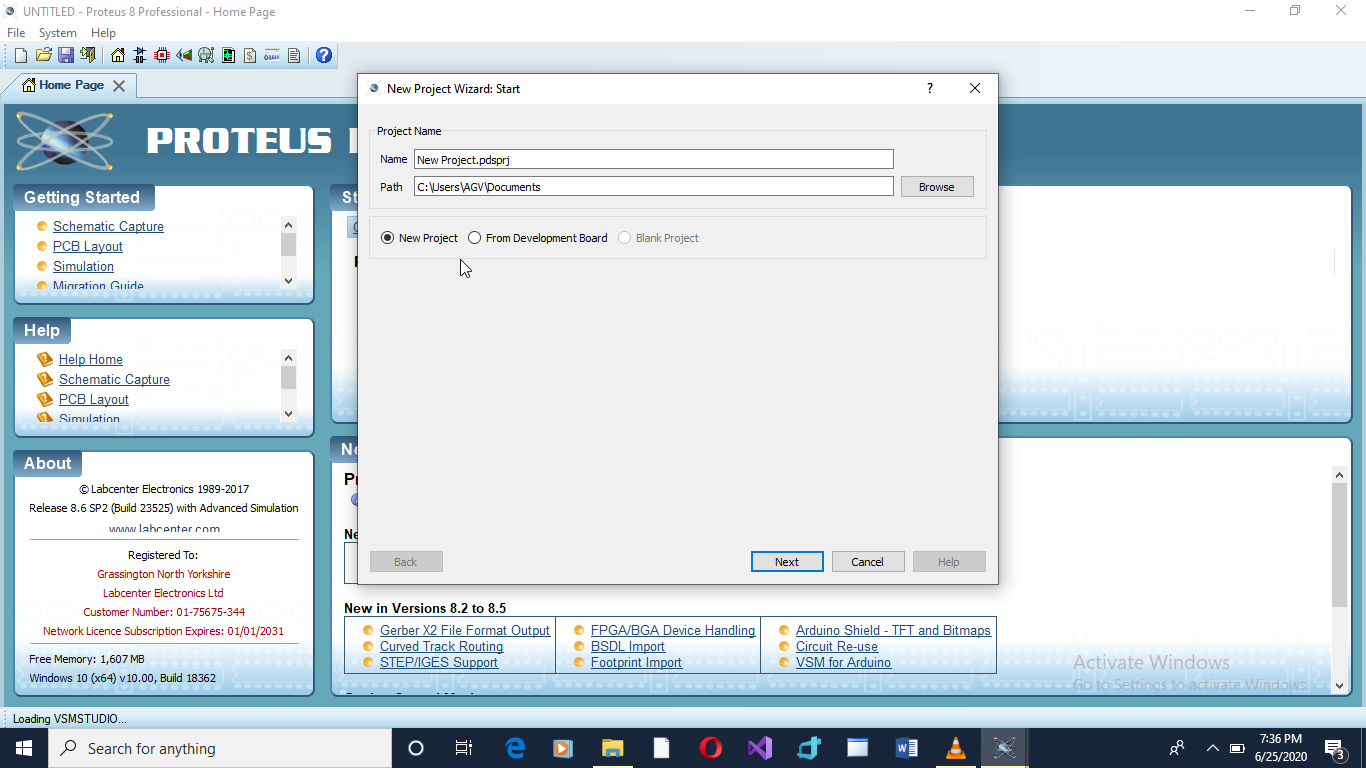 UNTITLED - Proteus 8 Professional - Home Page
File System Help
Home Page
New Project Wizard: Start
?
PROTEUS
Project Name
Name New Project.pdsprj
Path C:\Users\AGV\Documents Browse
New Project From Development Board Blank Project
Back Next Cancel Help
Getting Started
Schematic Capture
PCB Layout
Simulation
Migration Guide
Help
Help Home
Schematic Capture
PCB Layout
Simulation
About
© Labcenter Electronics 1989-2017
Release 8.6 SP2 (Build 23525) with Advanced Simulation
www.labcenter.com
Registered To:
Grassington North Yorkshire
Labcenter Electronics Ltd
Customer Number: 01-75675-344
Network Licence Subscription Expires: 01/01/2031
Free Memory: 1,607 MB
Windows 10 (x64) v10.00, Build 18362
New in Versions 8.2 to 8.5
Gerber X2 File Format Output FPGA/BGA Device Handling Arduino Shield - TFT and Bitmaps
Curved Track Routing BSDL Import Circuit Re-use
STEP/IGES Support Footprint Import VSM for Arduino
Activate Windows
Go to Settings to activate Windows.
Loading VSMSTUDIO...
Search for anything
7:36 PM
6/25/2020
3